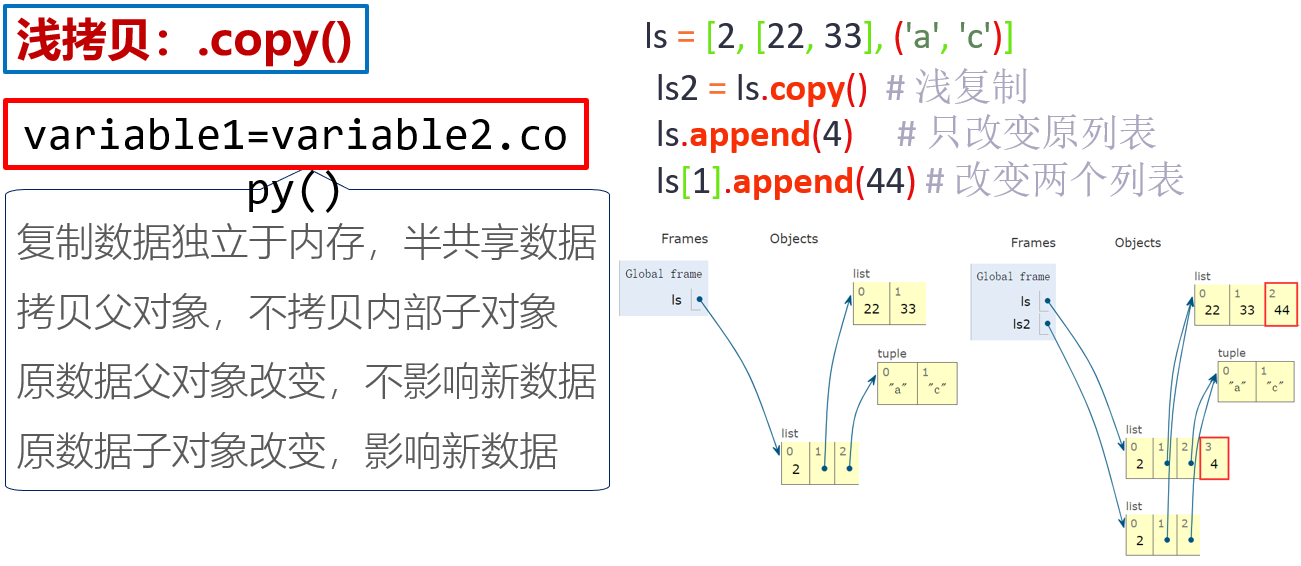 浅拷贝：.copy()
variable1=variable2.co
py()
复制数据独立于内存，半共享数据
拷贝父对象，不拷贝内部子对象
原数据父对象改变，不影响新数据
原数据子对象改变，影响新数据
ls = [2, [22, 33], ('a', 'c')]
ls2 = ls.copy() # 浅复制
ls.append(4) # 只改变原列表
ls[1].append(44) # 改变两个列表
Frames Objects
Global frame
ls
list
0 1
22 33
tuple
0 1
"a" "c"
list
0 1 2
2
Frames Objects
Global frame
ls
ls2
list
0 1 2
22 33 44
tuple
0 1
"a" "c"
list
0 1 2 3
2 4
list
0 1 2
2